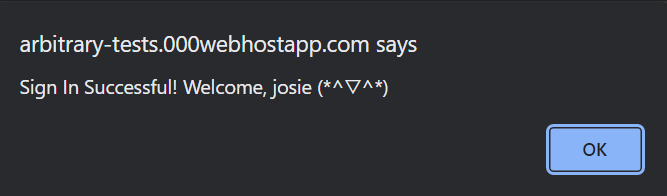 arbitrary-tests.000webhostapp.com says
Sign In Successful! Welcome, josie (*^▽^*)
OK